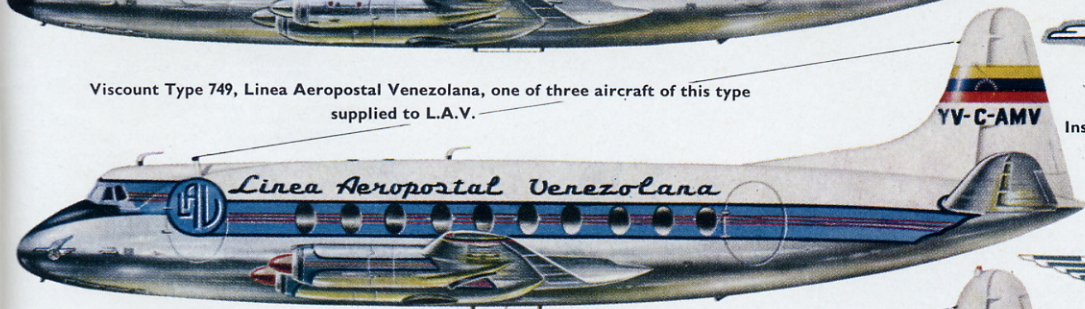 Viscount Type 749, Linea Aeropostal Venezolana, one of three aircraft of this type
supplied to L.A.V.
YV-C-AMV
Ins
Linea Aeropostal Venezolana
LAV